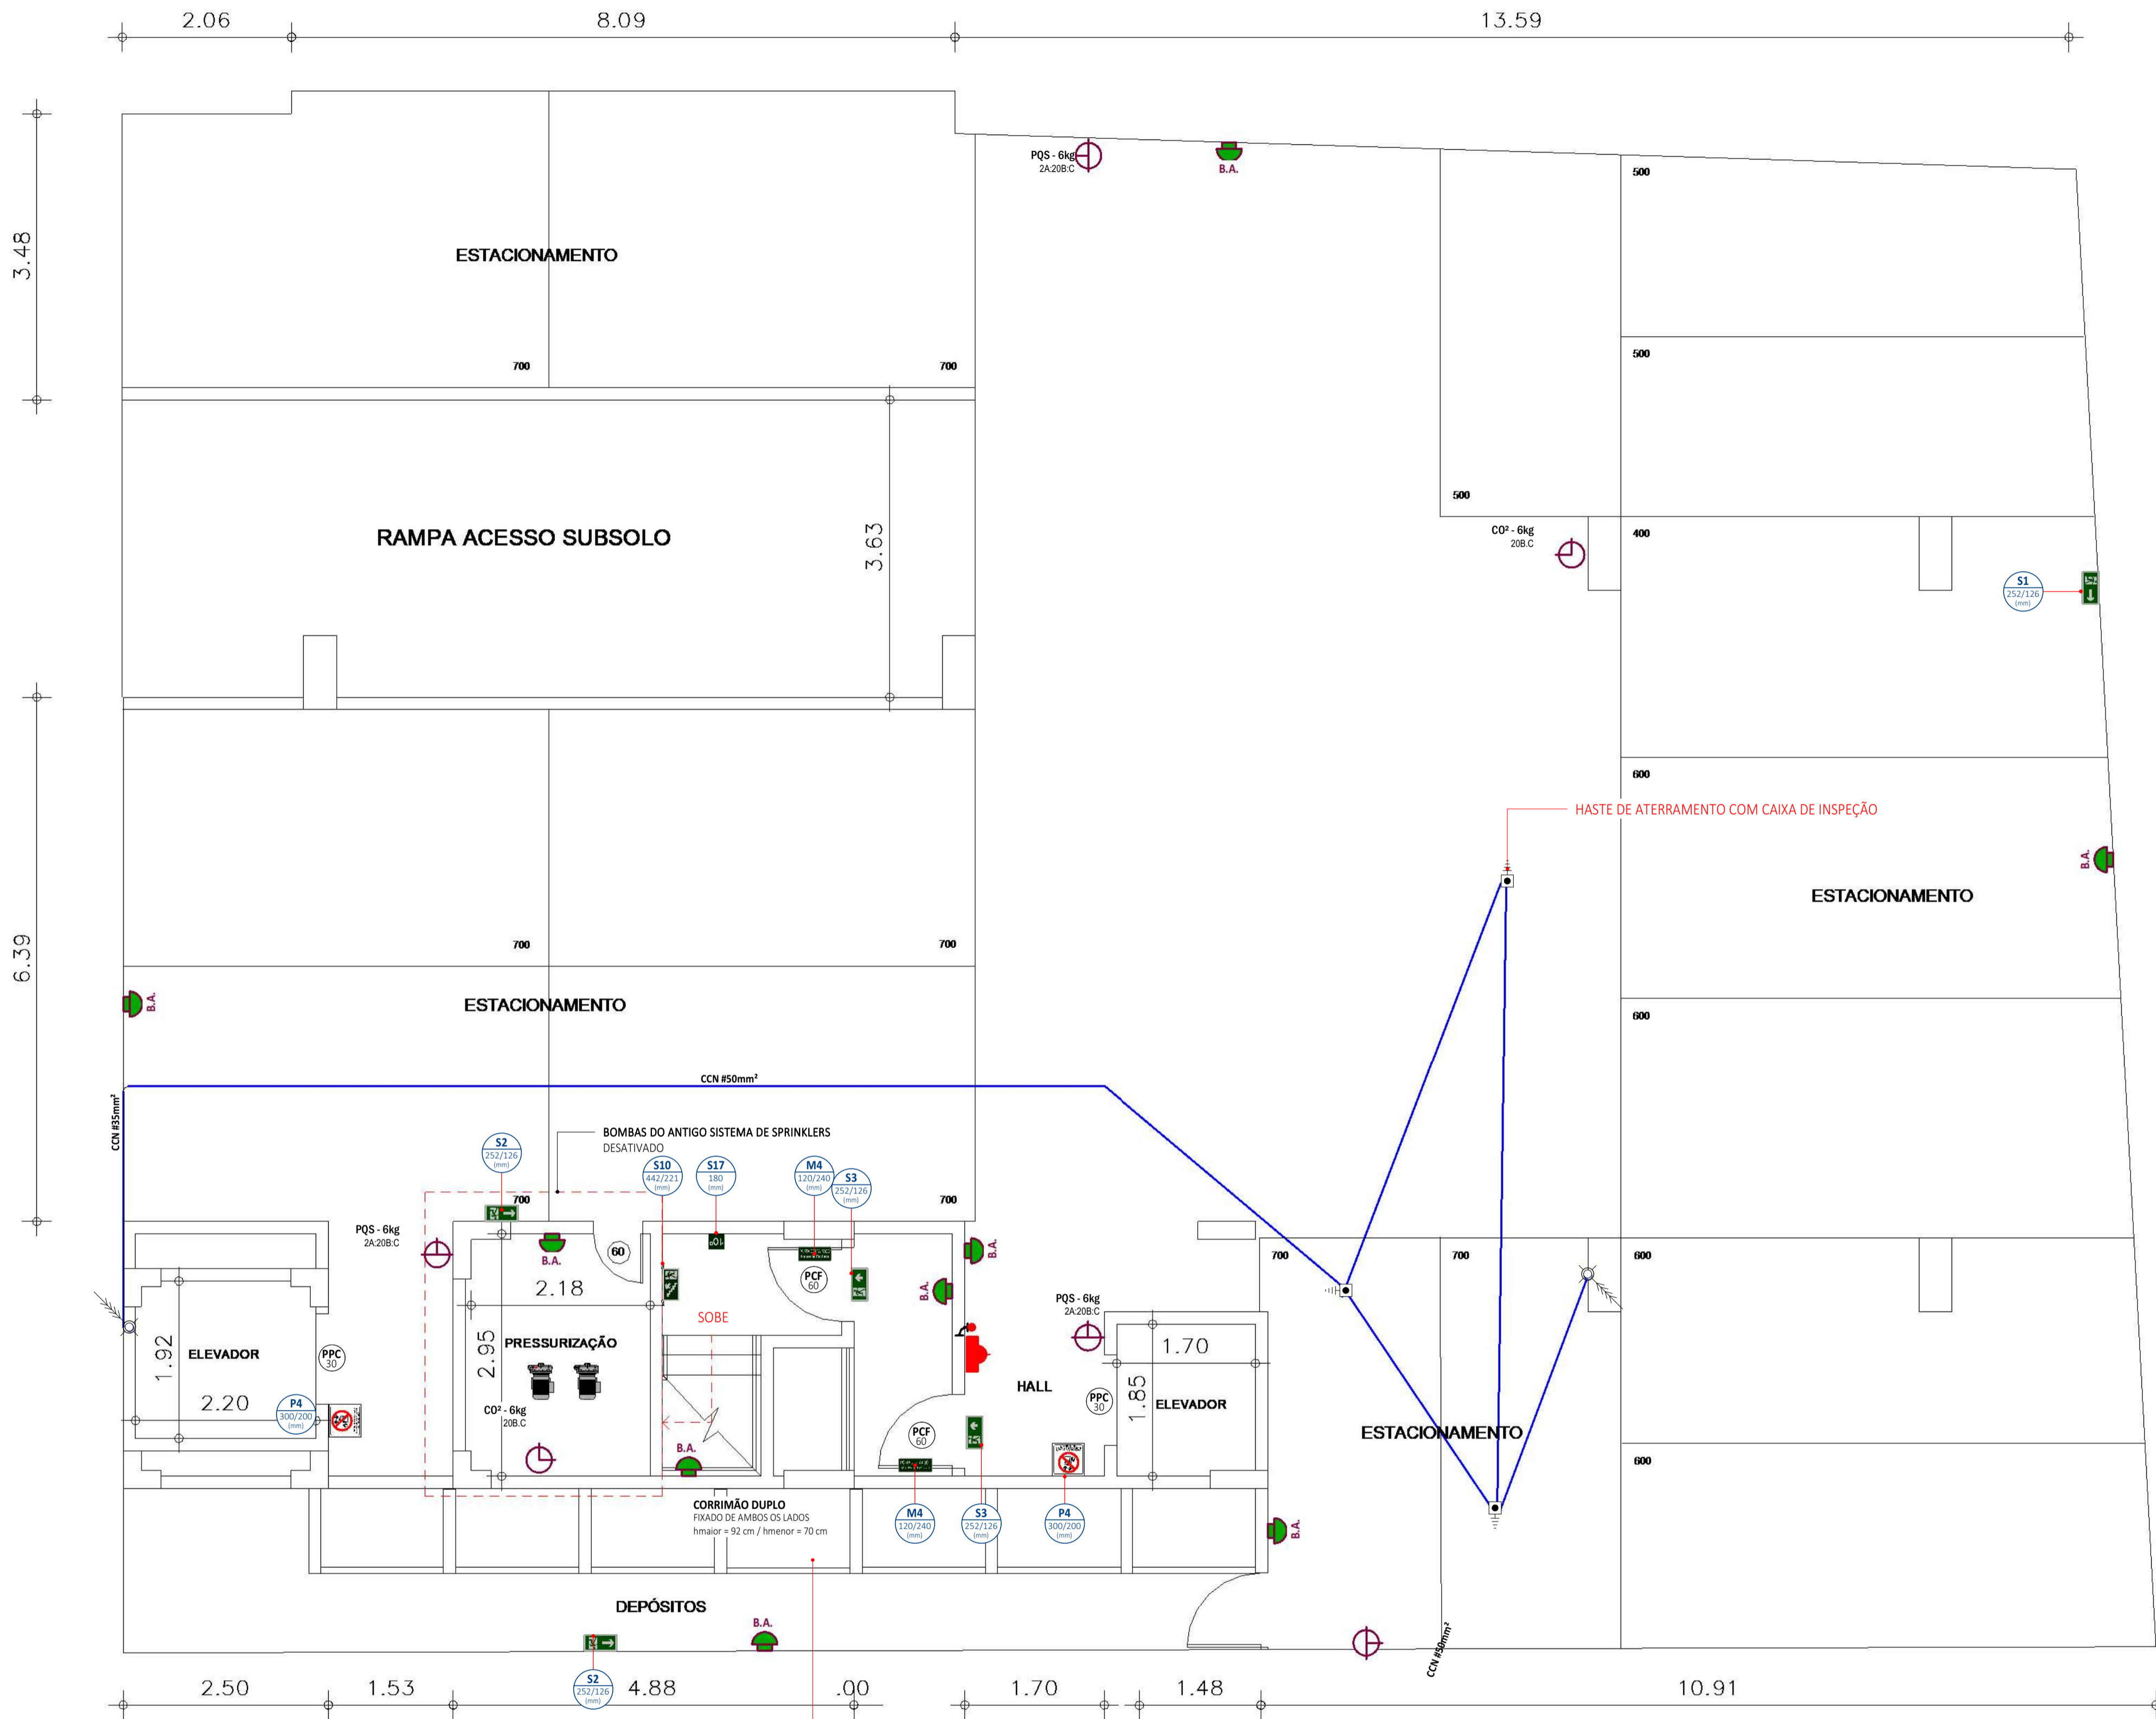 2.06
8.09
13.59
3.48
PQS - 6kg
2A:20B:C
B.A.
500
ESTACIONAMENTO
700
700
500
RAMPA ACESSO SUBSOLO
3.63
500
CO² - 6kg
20B.C
400
S1
252/126
(mm)
600
HASTE DE ATERRAMENTO COM CAIXA DE INSPEÇÃO
B.A.
ESTACIONAMENTO
6.39
700
700
B.A.
ESTACIONAMENTO
600
CCN #50mm²
CCN #35mm²
BOMBAS DO ANTIGO SISTEMA DE SPRINKLERS
DESATIVADO
S2
252/126
(mm)
S10
442/221
(mm)
S17
180
(mm)
M4
120/240
(mm)
S3
252/126
(mm)
700
700
PQS - 6kg
2A:20B:C
B.A.
60
2.18
PCF
60
B.A.
B.A.
700
700
600
PQS - 6kg
2A:20B:C
SOBE
1.92
ELEVADOR
PPC
30
2.95
PRESSURIZAÇÃO
1.70
2.20
P4
300/200
(mm)
CO² - 6kg
20B.C
HALL
PPC
30
1.85
ELEVADOR
PCF
60
B.A.
ESTACIONAMENTO
600
CORRIMÃO DUPLO
FIXADO DE AMBOS OS LADOS
hmaior = 92 cm / hmenor = 70 cm
M4
120/240
(mm)
S3
252/126
(mm)
P4
300/200
(mm)
B.A.
DEPÓSITOS
B.A.
CCN #50mm²
S2
252/126
(mm)
2.50
1.53
4.88
.00
1.70
1.48
10.91